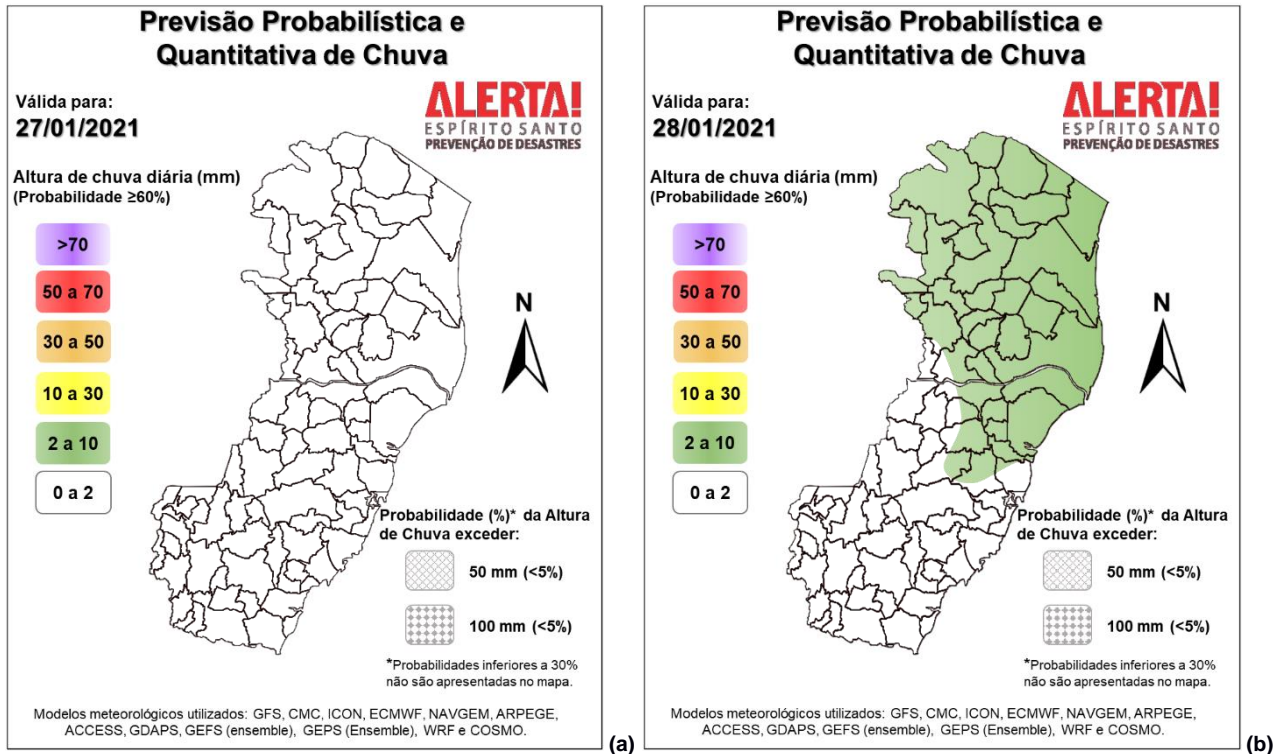 Previsão Probabilística e
Quantitativa de Chuva
Válida para:
27/01/2021
ALERTA!
ESPÍRITO SANTO
PREVENÇÃO DE DESASTRES
Altura de chuva diária (mm)
(Probabilidade ≥60%)
>70
50 a 70
30 a 50
10 a 30
2 a 10
0 a 2
N
Probabilidade (%)* da Altura
de Chuva exceder:
50 mm (<5%)
100 mm (<5%)
*Probabilidades inferiores a 30%
não são apresentadas no mapa.
Modelos meteorológicos utilizados: GFS, CMC, ICON, ECMWF, NAVGEM, ARPEGE,
ACCESS, GDAPS, GEFS (ensemble), GEPS (Ensemble), WRF e COSMO.
(a)
Previsão Probabilística e
Quantitativa de Chuva
Válida para:
28/01/2021
ALERTA!
ESPÍRITO SANTO
PREVENÇÃO DE DESASTRES
Altura de chuva diária (mm)
(Probabilidade ≥60%)
>70
50 a 70
30 a 50
10 a 30
2 a 10
0 a 2
N
Probabilidade (%)* da Altura
de Chuva exceder:
50 mm (<5%)
100 mm (<5%)
*Probabilidades inferiores a 30%
não são apresentadas no mapa.
Modelos meteorológicos utilizados: GFS, CMC, ICON, ECMWF, NAVGEM, ARPEGE,
ACCESS, GDAPS, GEFS (ensemble), GEPS (Ensemble), WRF e COSMO.
(b)